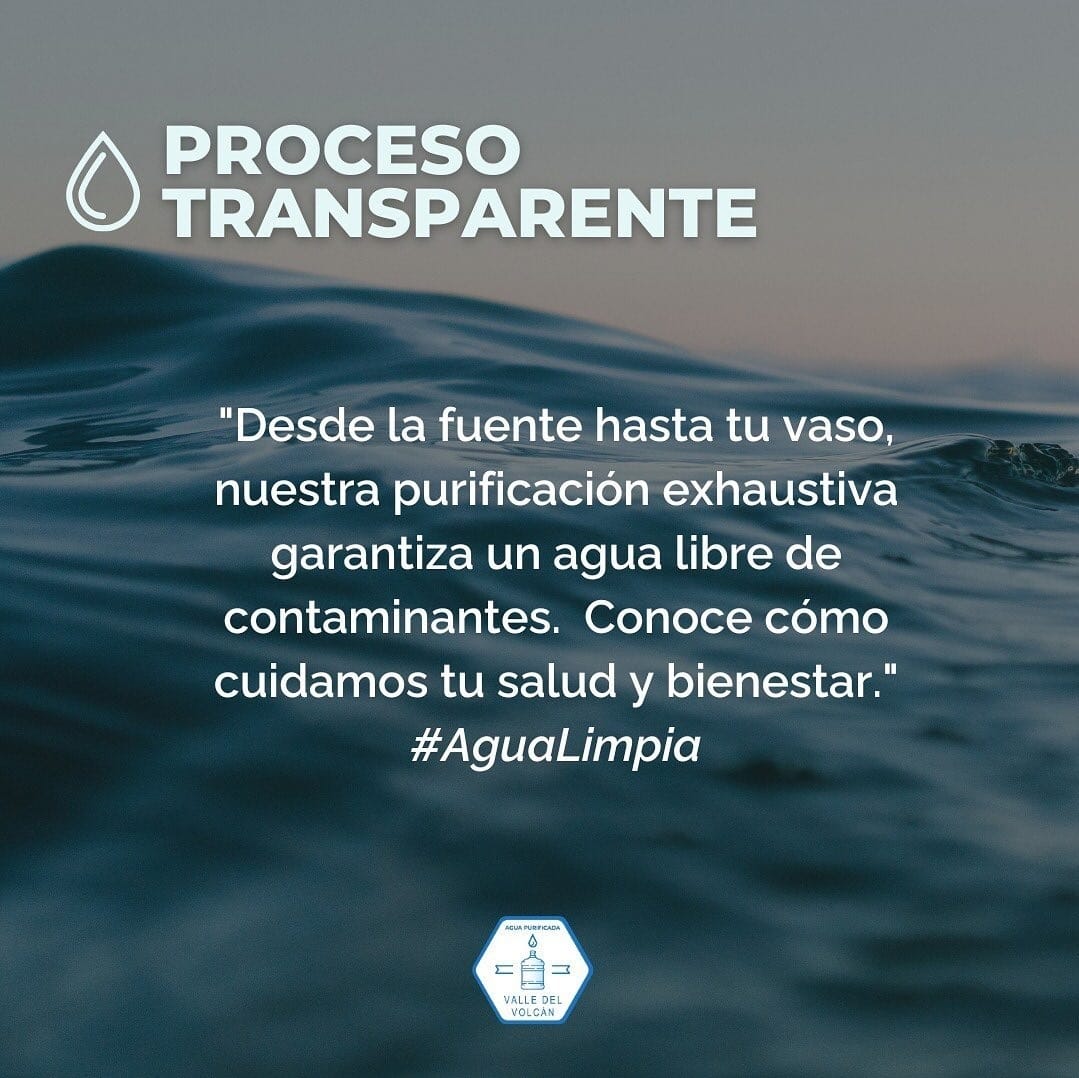 PROCESO
TRANSPARENTE
"Desde la fuente hasta tu vaso,
nuestra purificación exhaustiva
garantiza un agua libre de
contaminantes.  Conoce cómo
cuidamos tu salud y bienestar."
#AguaLimpia
AGUA PURIFICADA
VALLE DEL
VOLCÀN